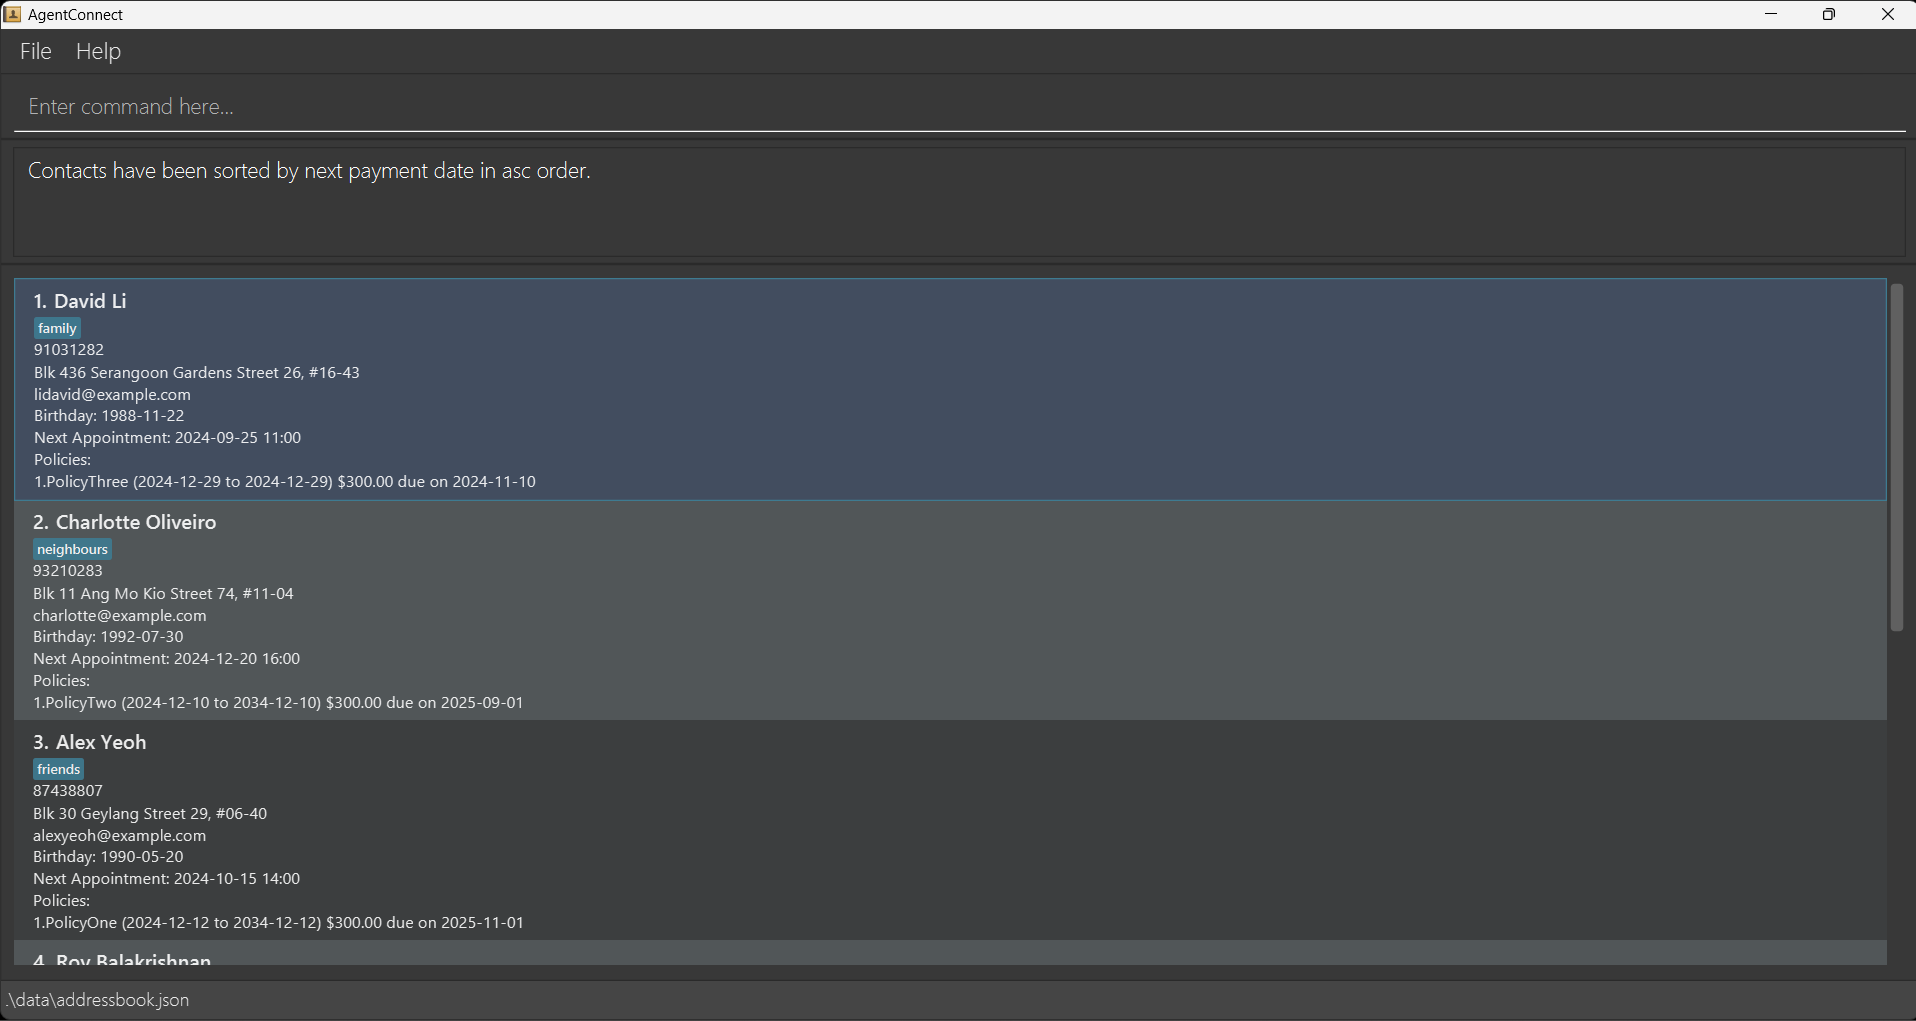 AgentConnect
File Help
Enter command here...
Contacts have been sorted by next payment date in asc order.
1. David Li
family
91031282
Blk 436 Serangoon Gardens Street 26, #16-43
lidavid@example.com
Birthday: 1988-11-22
Next Appointment: 2024-09-25 11:00
Policies:
1.PolicyThree (2024-12-29 to 2024-12-29) $300.00 due on 2024-11-10
2. Charlotte Oliveiro
neighbours
93210283
Blk 11 Ang Mo Kio Street 74, #11-04
charlotte@example.com
Birthday: 1992-07-30
Next Appointment: 2024-12-20 16:00
Policies:
1.PolicyTwo (2024-12-10 to 2034-12-10) $300.00 due on 2025-09-01
3. Alex Yeoh
friends
87438807
Blk 30 Geylang Street 29, #06-40
alexyeoh@example.com
Birthday: 1990-05-20
Next Appointment: 2024-10-15 14:00
Policies:
1.PolicyOne (2024-12-12 to 2034-12-12) $300.00 due on 2025-11-01
4. Roy Balakrishnan
.\data\addressbook.json